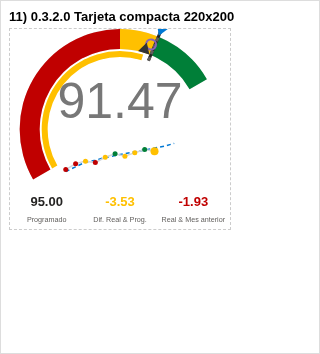 11) 0.3.2.0 Tarjeta compacta 220x200
91.47
95.00 -3.53 -1.93
Programado Dif. Real & Prog. Real & Mes anterior